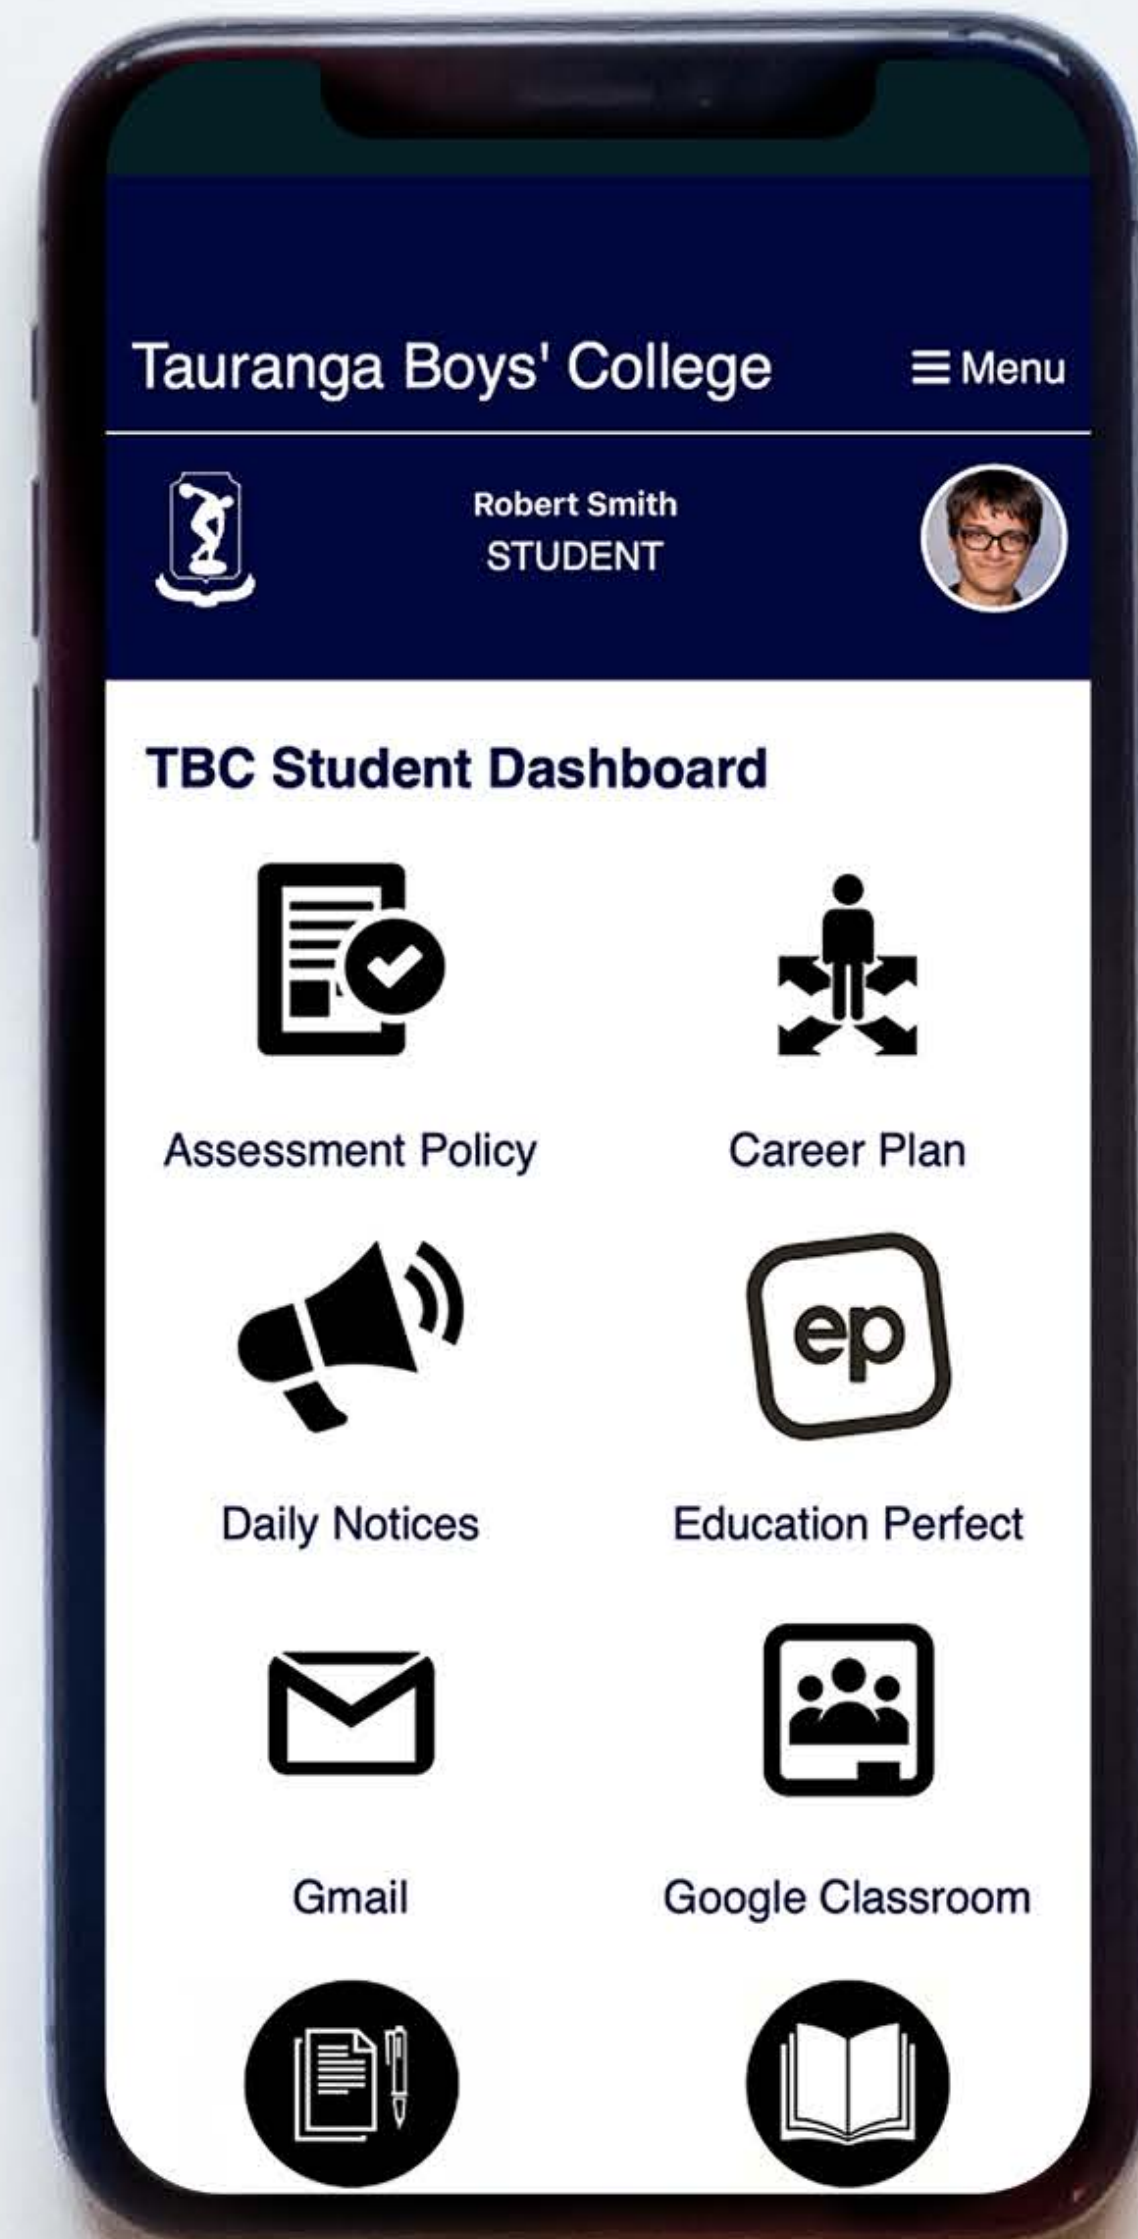 Tauranga Boys' College
Menu
Robert Smith
STUDENT
TBC Student Dashboard
Assessment Policy
Career Plan
ep
Daily Notices
Education Perfect
Gmail
Google Classroom